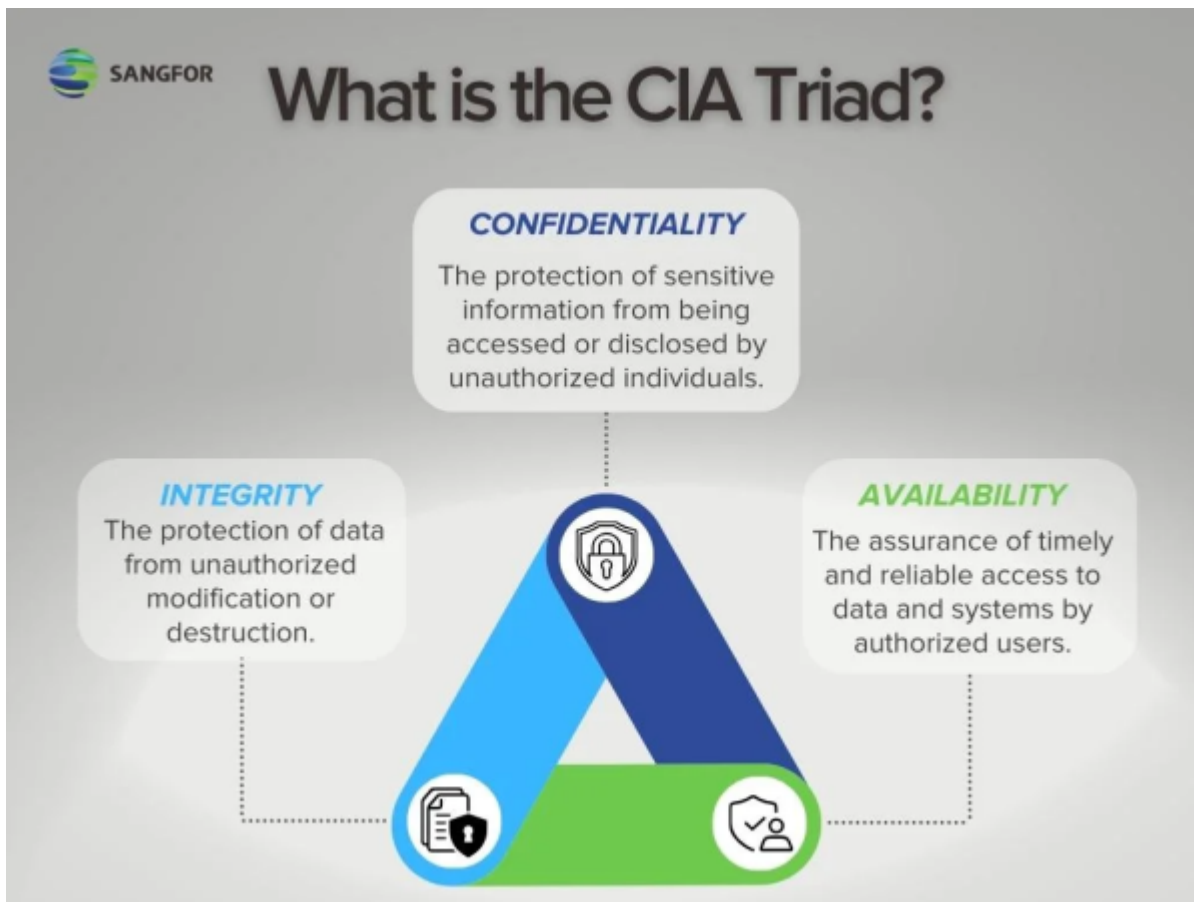 SANGFOR
What is the CIA Triad?
CONFIDENTIALITY
The protection of sensitive
information from being
accessed or disclosed by
unauthorized individuals.
INTEGRITY
The protection of data
from unauthorized
modification or
destruction.
AVAILABILITY
The assurance of timely
and reliable access to
data and systems by
authorized users.